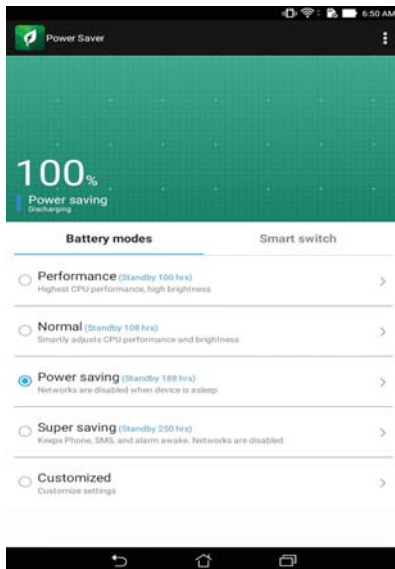 6:50 AM
Power Saver
100%
Power saving
Discharging
Battery modes
Smart switch
Performance (Standby 100 hrs)
Highest CPU performance, high brightness
Normal (Standby 108 hrs)
Smartly adjusts CPU performance and brightness
Power saving (Standby 188 hrs)
Networks are disabled when device is asleep
Super saving (Standby 250 hrs)
Keeps Phone, SMS, and alarm awake. Networks are disabled.
Customized
Customize settings